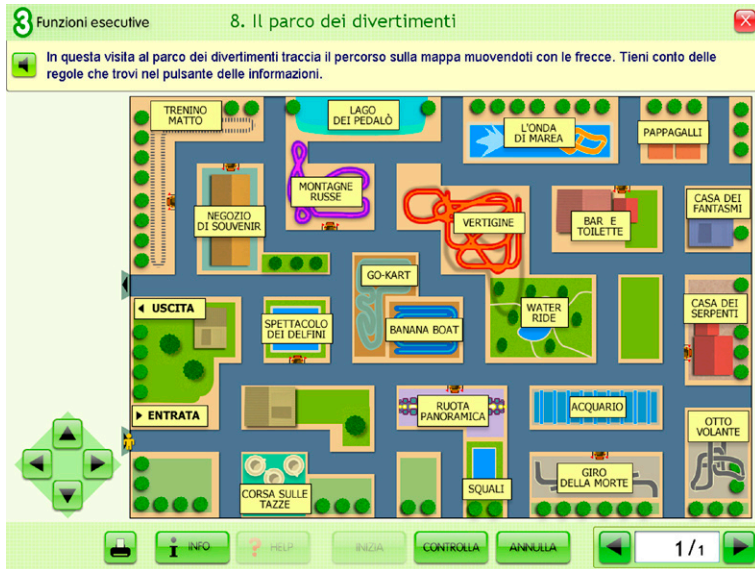 3 Funzioni esecutive
8. Il parco dei divertimenti
X
In questa visita al parco dei divertimenti traccia il percorso sulla mappa muovendoti con le frecce. Tieni conto delle
regole che trovi nel pulsante delle informazioni.
TRENINO
MATTO
LAGO
DEI PEDALÒ
L'ONDA
DI MAREA
PAPPAGALLI
NEGOZIO
DI SOUVENIR
MONTAGNE
RUSSE
VERTIGINE
BAR E
TOILETTE
CASA DEI
FANTASMI
GO-KART
USCITA
SPETTACOLO
DEI DELFINI
BANANA BOAT
WATER
RIDE
CASA DEI
SERPENTI
ENTRATA
RUOTA
PANORAMICA
ACQUARIO
OTTO
VOLANTE
CORSA SULLE
TAZZE
SQUALI
GIRO
DELLA MORTE
i INFO
? HELP
INIZIA
CONTROLLA
ANNULLA
1/1